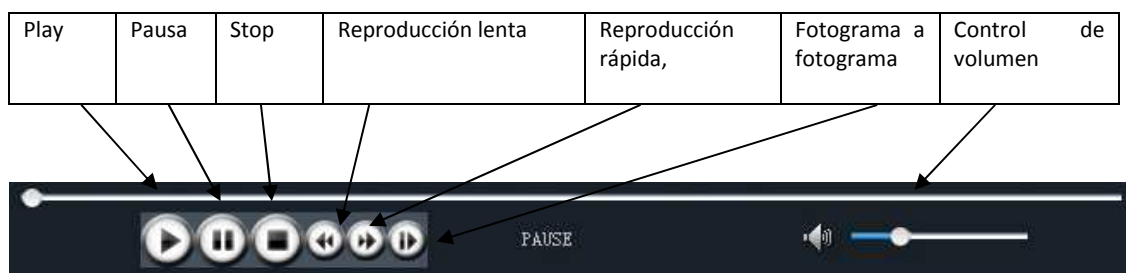 Play
Pausa
Stop
Reproducción lenta
Reproducción
rápida,
Fotograma a
fotograma
Control de
volumen
PAUSE